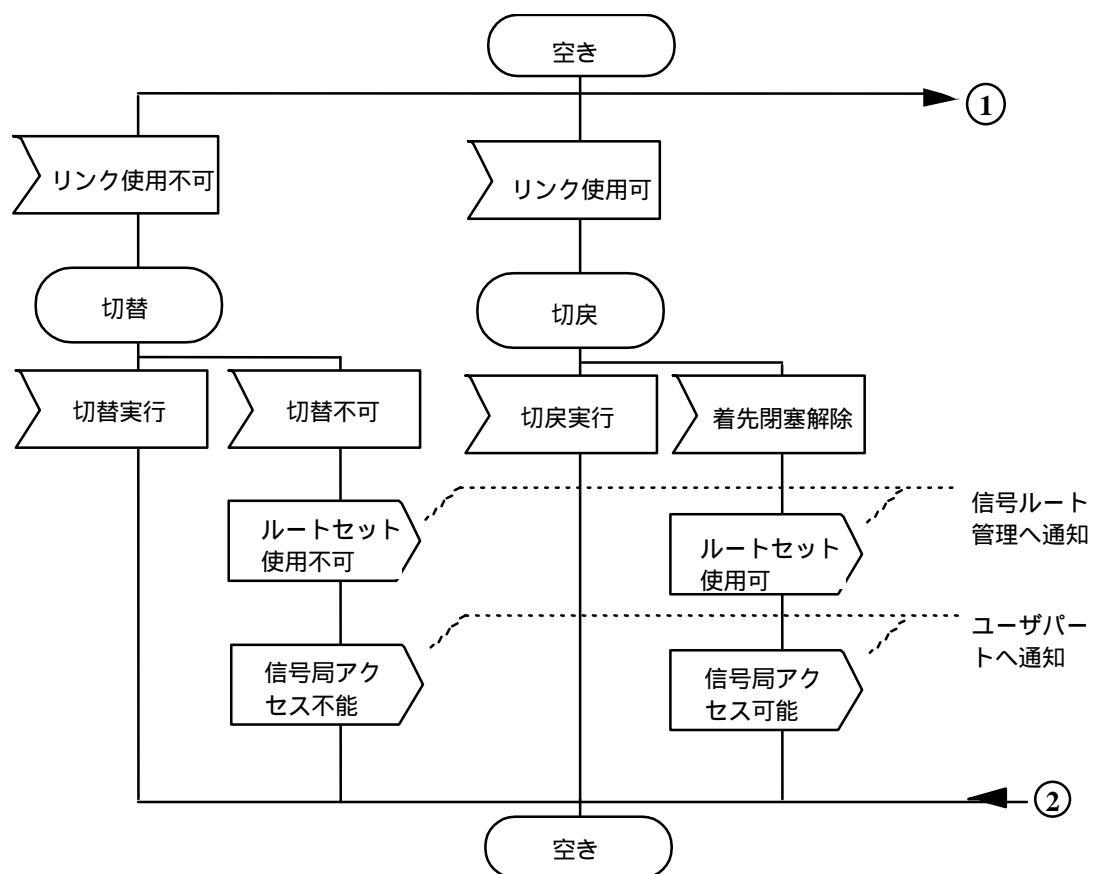 空き
①
リンク使用不可
リンク使用可
切替
切戻
切替実行
切替不可
切戻実行
着先閉塞解除
信号ルート
管理へ通知
ルートセット
使用不可
ルートセット
使用可
ユーザパー
トへ通知
信号局アク
セス不能
信号局アク
セス可能
②
空き